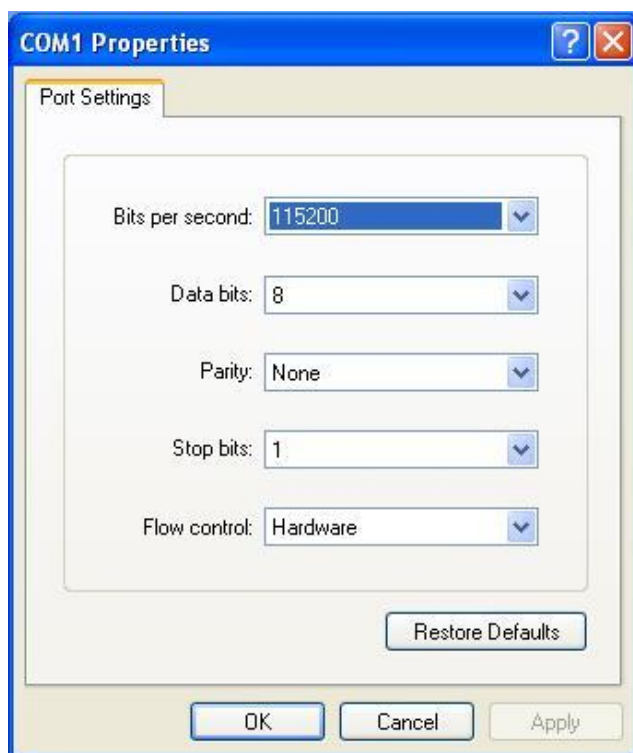 COM1 Properties
Port Settings
Bits per second: 115200
Data bits: 8
Parity: None
Stop bits: 1
Flow control: Hardware
Restore Defaults
OK Cancel Apply